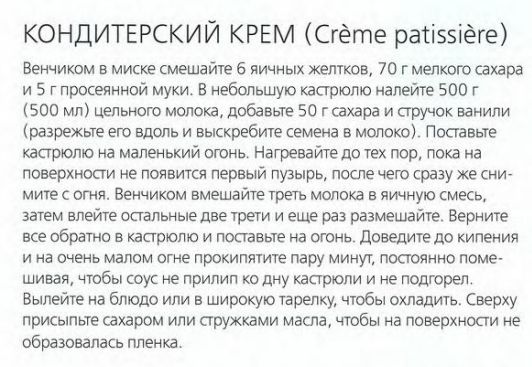 КОНДИТЕРСКИЙ КРЕМ (Crème patissière)
Венчиком в миске смешайте 6 яичных желтков, 70 г мелкого сахара
и 5 г просеянной муки. В небольшую кастрюлю налейте 500 г
(500 мл) цельного молока, добавьте 50 г сахара и стручок ванили
(разрежьте его вдоль и выскребите семена в молоко). Поставьте
кастрюлю на маленький огонь. Нагревайте до тех пор, пока на
поверхности не появится первый пузырь, после чего сразу же сни-
мите с огня. Венчиком вмешайте треть молока в яичную смесь,
затем влейте остальные две трети и еще раз размешайте. Верните
все обратно в кастрюлю и поставьте на огонь. Доведите до кипения
и на очень малом огне прокипятите пару минут, постоянно поме-
шивая, чтобы соус не прилип ко дну кастрюли и не подгорел.
Вылейте на блюдо или в широкую тарелку, чтобы охладить. Сверху
присыпьте сахаром или стружками масла, чтобы на поверхности не
образовалась пленка.